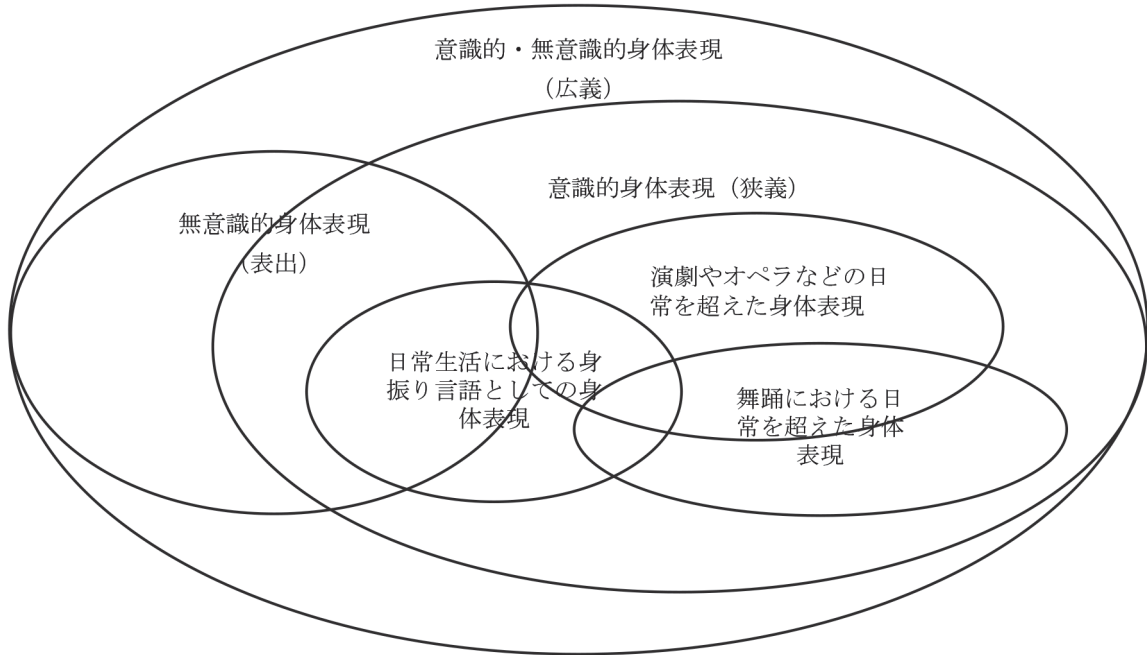 意識的・無意識的身体表現
（広義）
意識的身体表現（狭義）
無意識的身体表現
（表出）
演劇やオペラなどの日
常を超えた身体表現
日常生活における身
振り言語としての身
体表現
舞踊における日
常を超えた身体
表現